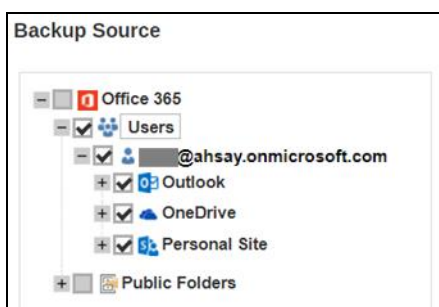 Backup Source
Office 365
Users
@ahsay.onmicrosoft.com
Outlook
OneDrive
Personal Site
Public Folders